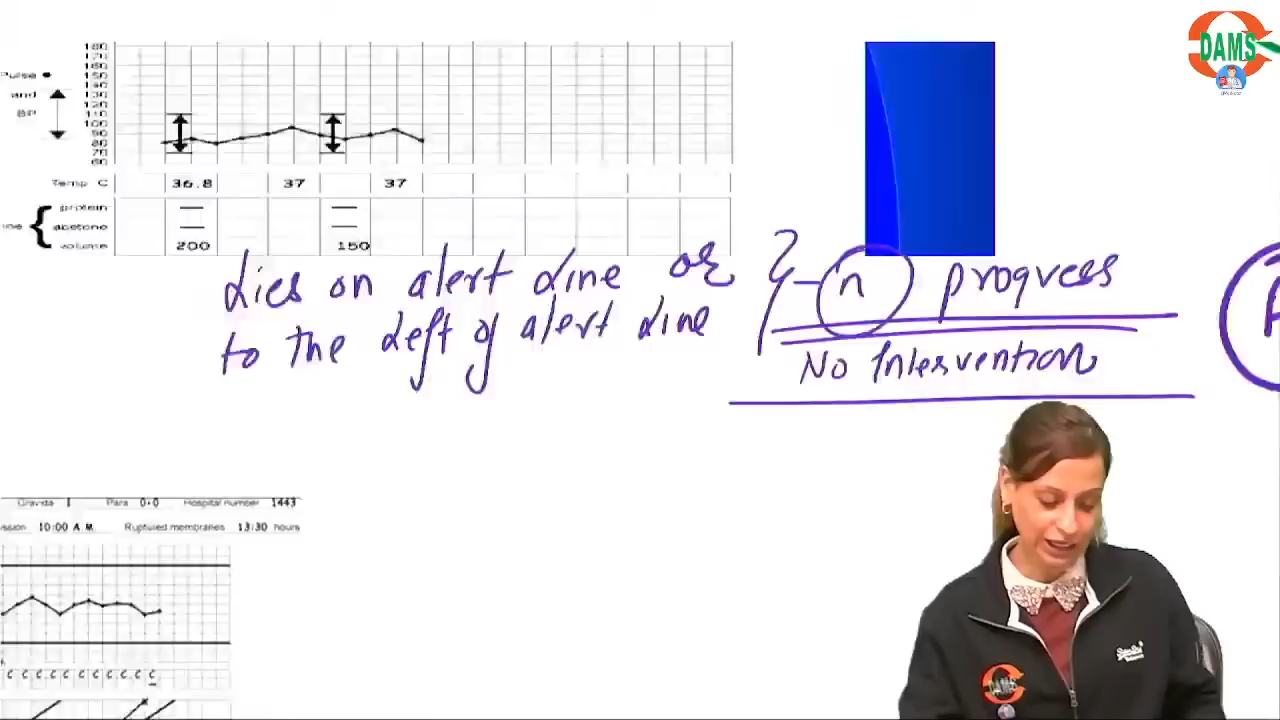 DAMS
180
170
160
150
140
130
120
110
100
90
80
70
60
Pulse
and
BP
Temp C 36.8 37 37
protein
acetone
volume 200 150
Lies on alert Line or
to the Left of alert Line
n progress
No Intervention
Gravida 1 Para 0+0 Hospital number 1443
10:00 A.M. Ruptured membranes 13:30 hours
C C C C C C C C C C C
Superdry
DAMS